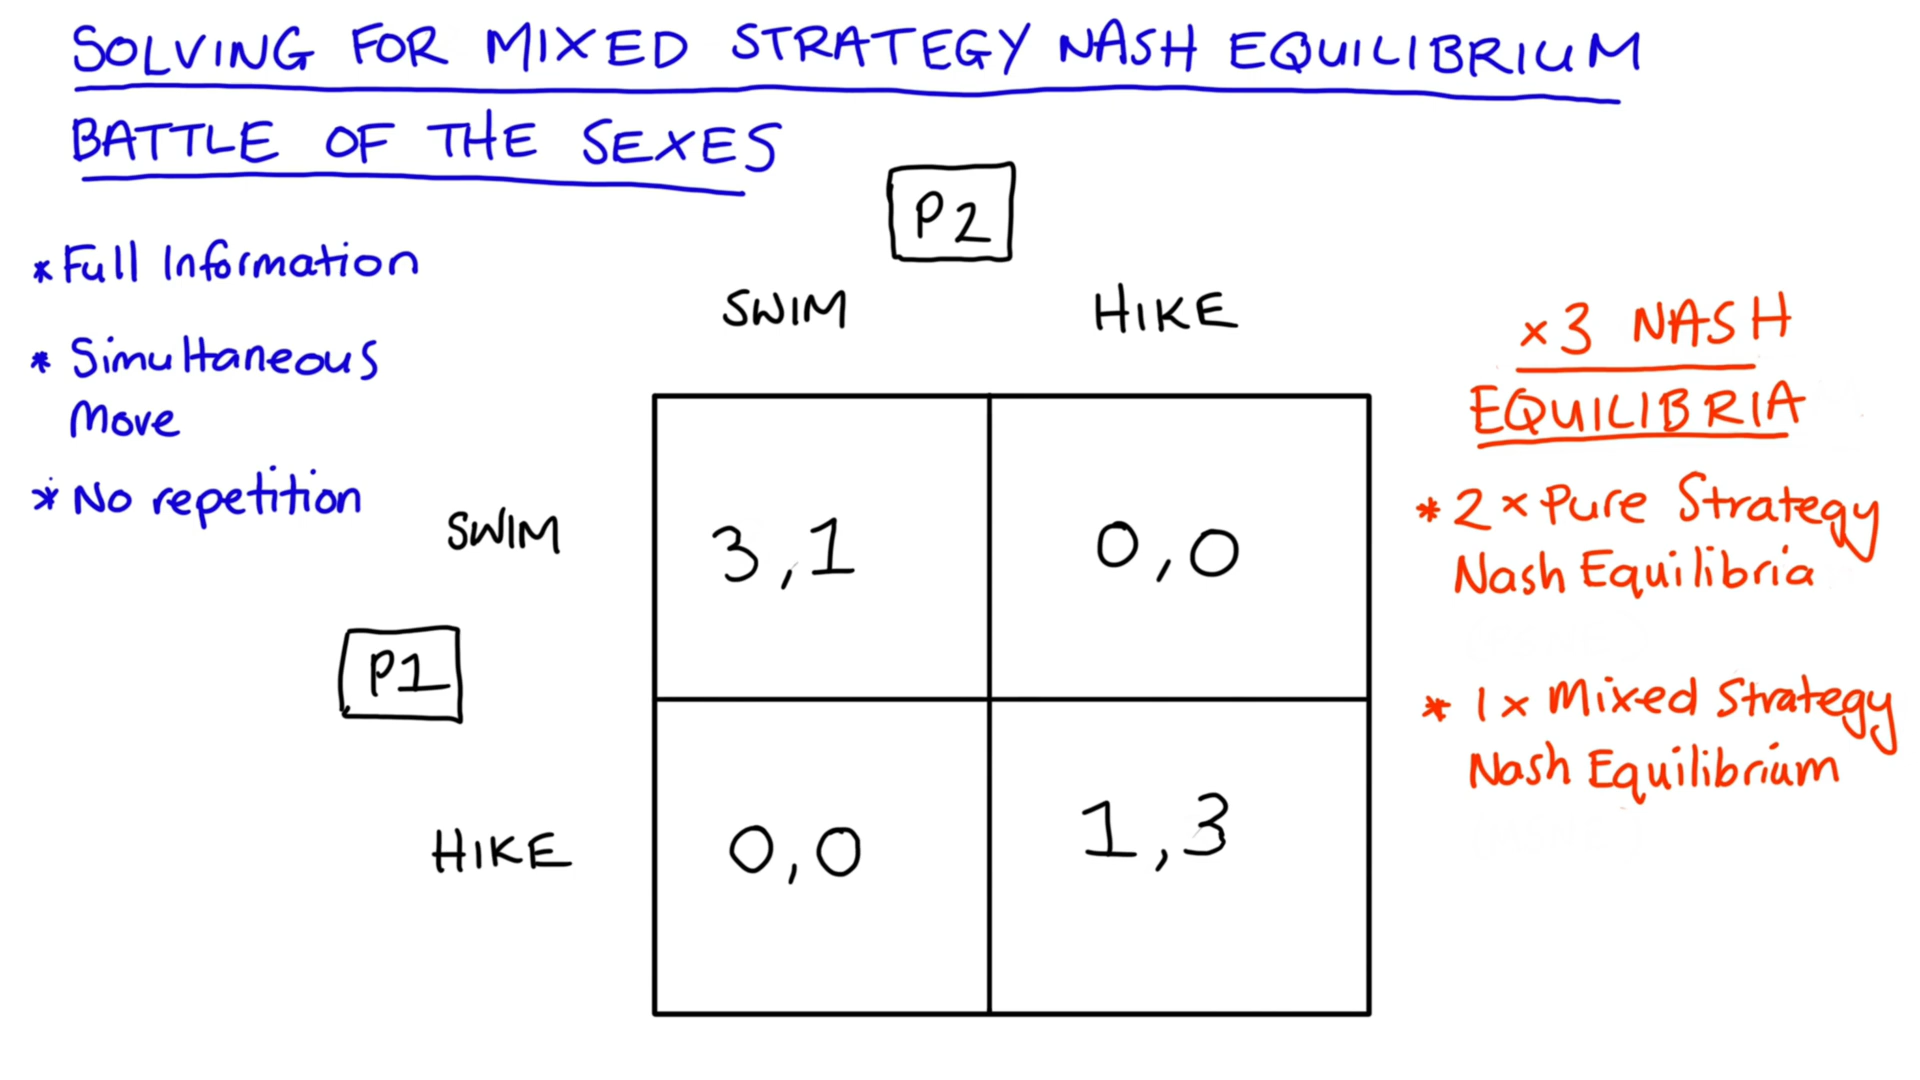 SOLVING FOR MIXED STRATEGY NASH EQUILIBRIUM
BATTLE OF THE SEXES
P2
* Full Information
* Simultaneous
Move
* No repetition
SWIM HIKE
SWIM 3,1 0,0
P1
HIKE 0,0 1,3
x3 NASH
EQUILIBRIA
* 2 x Pure Strategy
Nash Equilibria
* 1 x Mixed Strategy
Nash Equilibrium